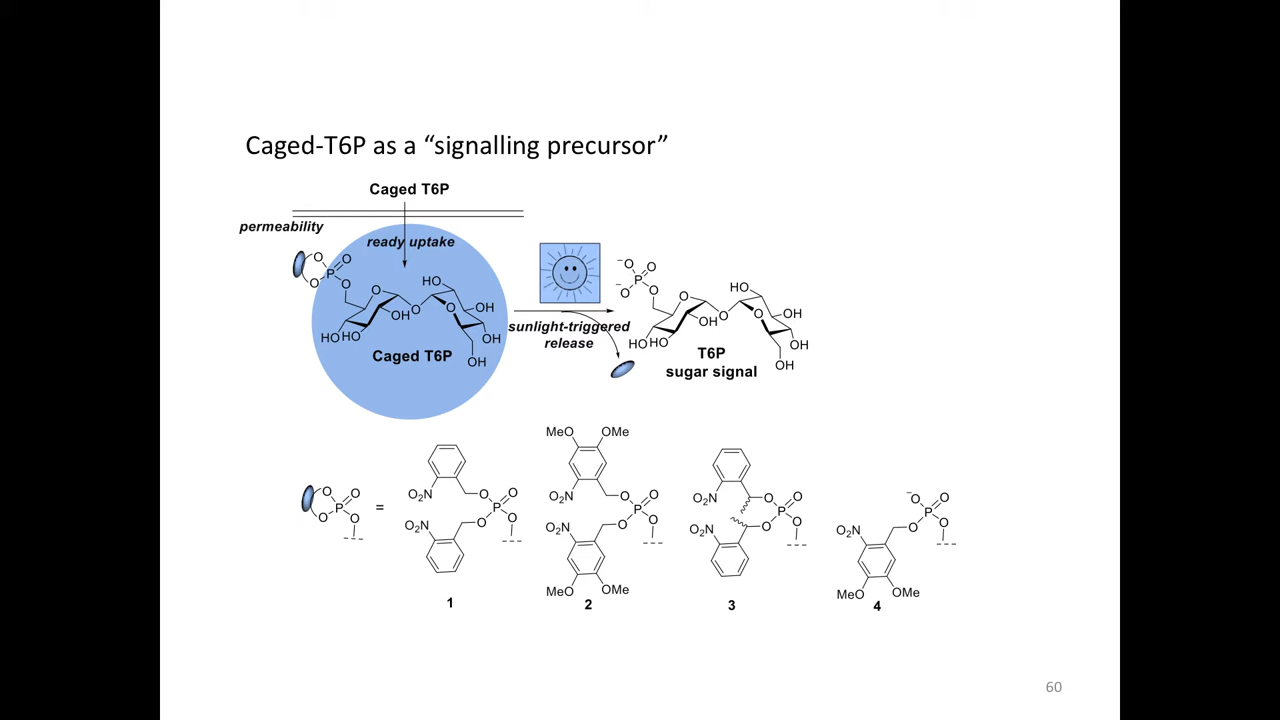 Caged-T6P as a “signalling precursor”
Caged T6P
permeability
ready uptake
O
O
P
O
O
O
O
HO
OH
O
O
OH
OH
HO
HO
OH
Caged T6P
sunlight-triggered
release
⁻O
O
P
⁻O
O
O
HO
OH
O
O
OH
OH
HO
HO
OH
T6P
sugar signal
O
O
P
O
O
=
NO₂
O
O
P
O
O
O₂N
1
MeO
OMe
O₂N
O
O
P
O
O
O₂N
MeO
OMe
2
O₂N
O
O
P
O
O
O₂N
3
⁻O
O
P
O
O
O₂N
MeO
OMe
4
60